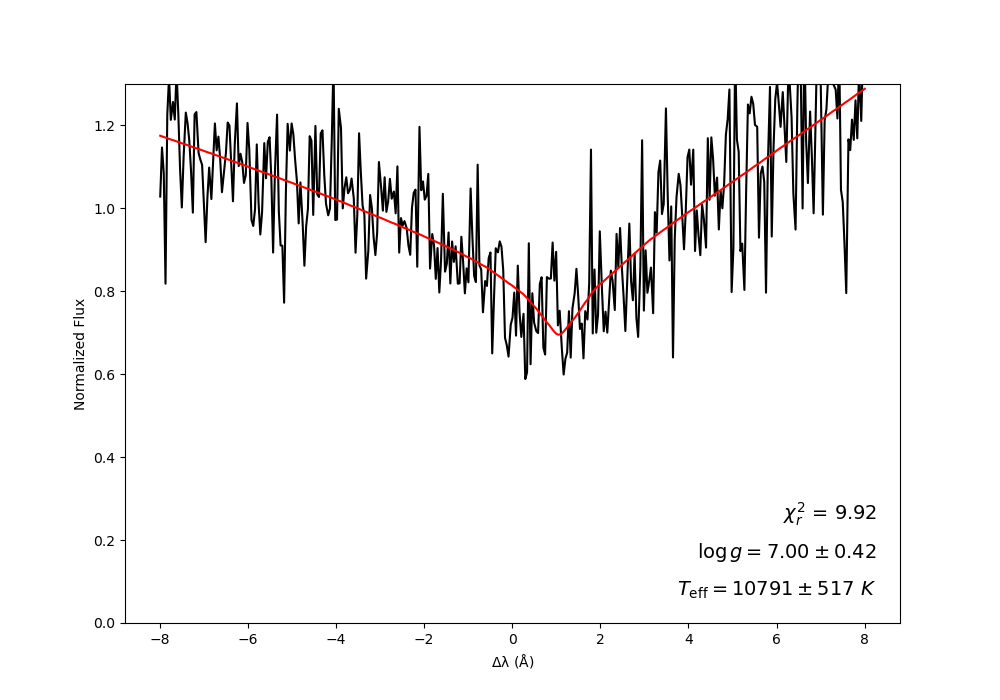 1.2
1.0
0.8
0.6
0.4
0.2
0.0
Normalized Flux
χ²ᵣ = 9.92
log g = 7.00 ± 0.42
T_eff = 10791 ± 517 K
−8 −6 −4 −2 0 2 4 6 8
Δλ (Å)